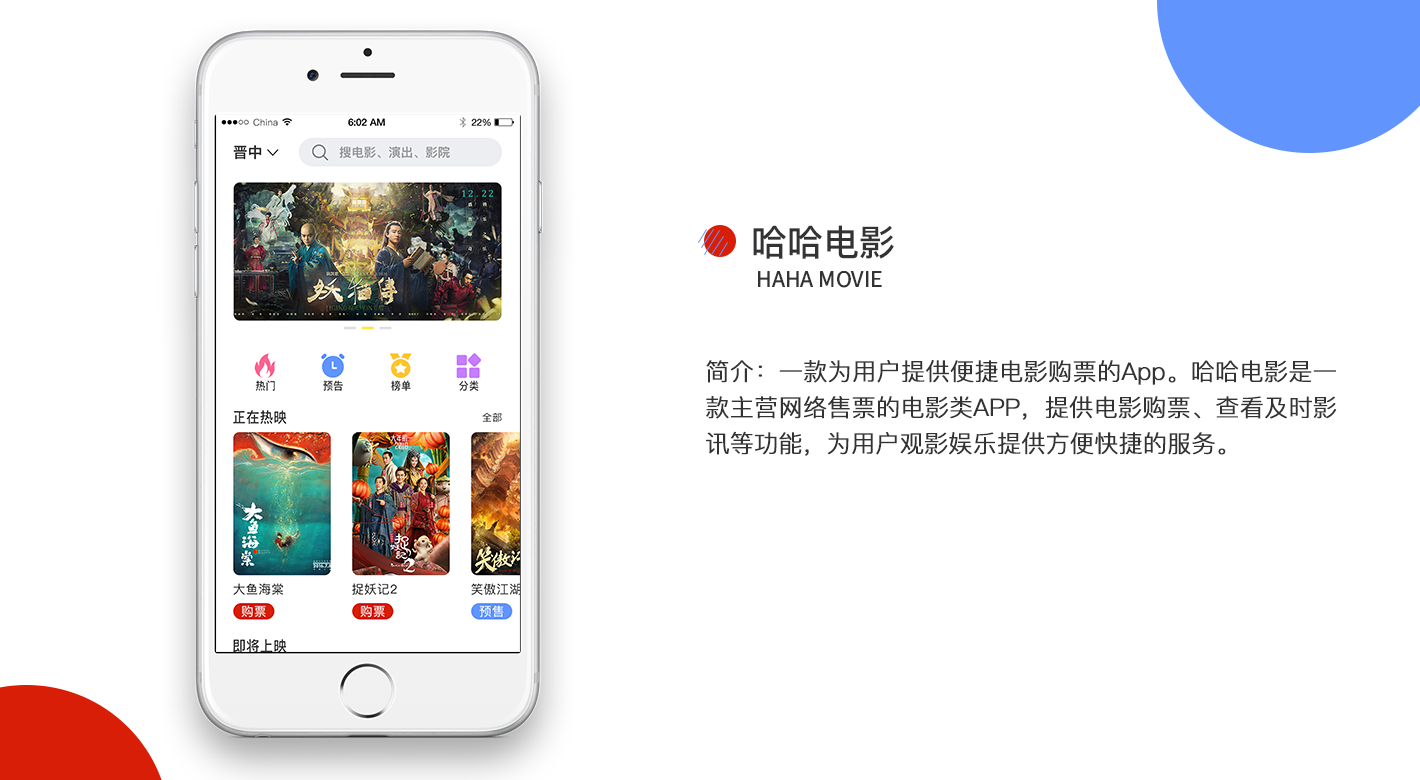 China
6:02 AM
22%
晋中
搜电影、演出、影院
12.22
妖猫传
热门
预告
榜单
分类
正在热映
全部
大鱼海棠
捉妖记2
笑傲江湖
大鱼海棠
捉妖记2
笑傲江湖
购票
购票
预售
即将上映
哈哈电影
HAHA MOVIE
简介：一款为用户提供便捷电影购票的App。哈哈电影是一
款主营网络售票的电影类APP，提供电影购票、查看及时影
讯等功能，为用户观影娱乐提供方便快捷的服务。